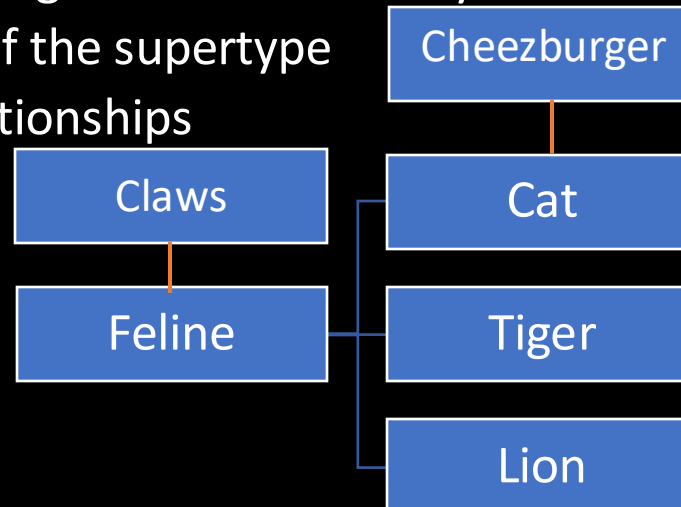 f the supertype
tionships
Cheezburger
Claws
Cat
Feline
Tiger
Lion